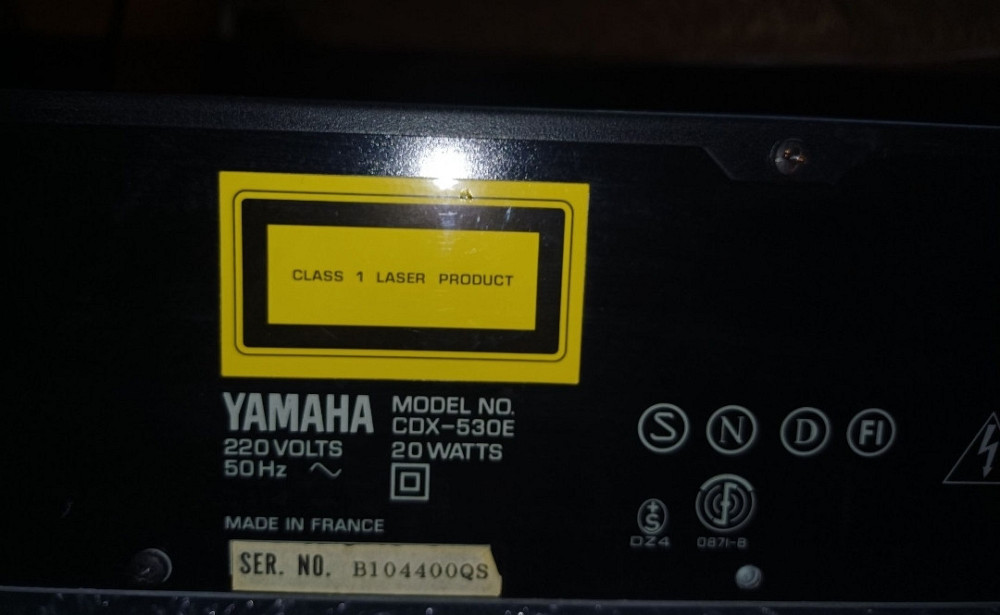 CLASS 1 LASER PRODUCT
YAMAHA
MODEL NO.
CDX-530E
220 VOLTS
20 WATTS
50 Hz ~
MADE IN FRANCE
SER. NO. B104400QS
S N D FI
+S
DZ4
0871-B